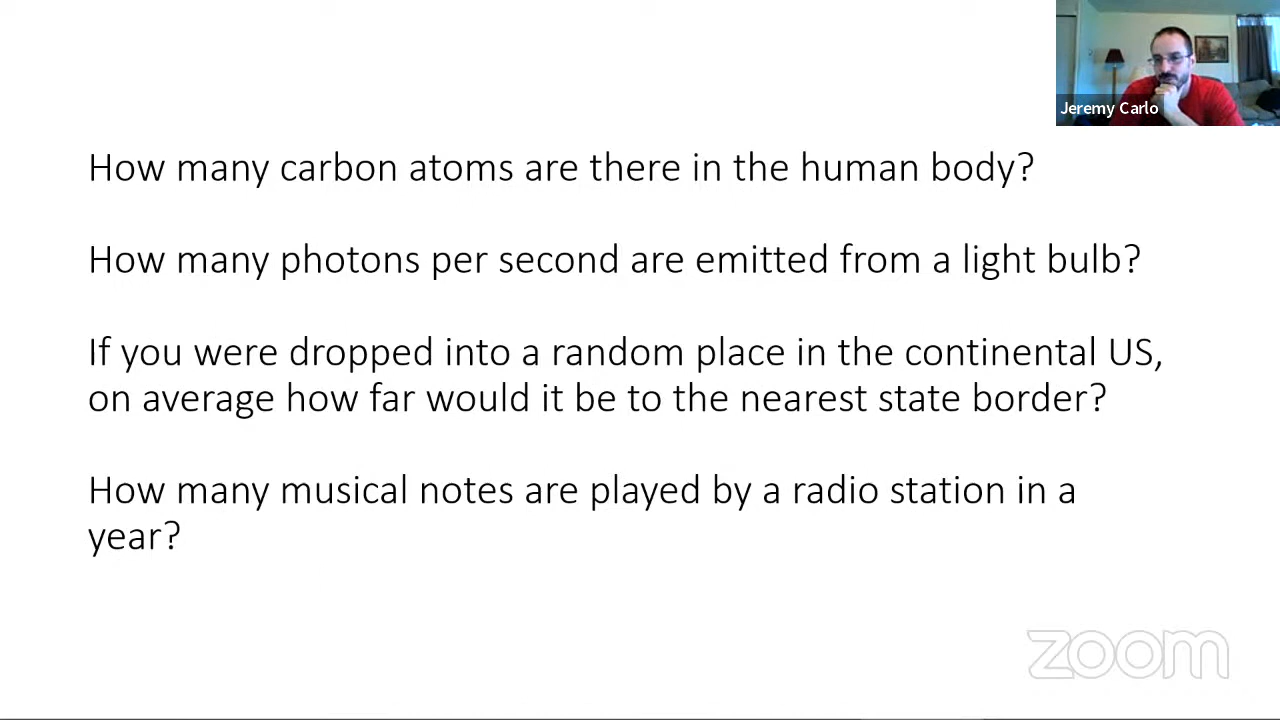 Jeremy Carlo
How many carbon atoms are there in the human body?
How many photons per second are emitted from a light bulb?
If you were dropped into a random place in the continental US,
on average how far would it be to the nearest state border?
How many musical notes are played by a radio station in a
year?
zoom